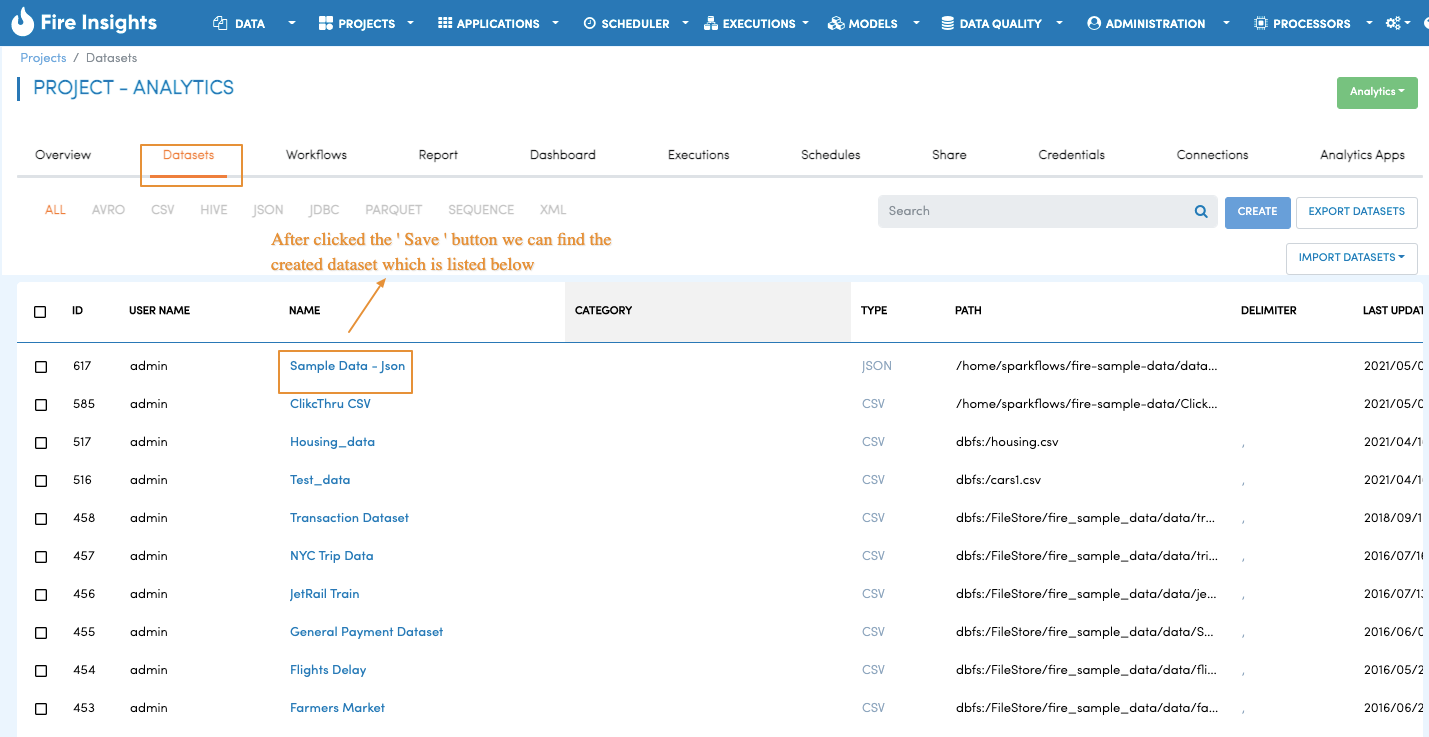 Fire Insights DATA PROJECTS APPLICATIONS SCHEDULER EXECUTIONS MODELS DATA QUALITY ADMINISTRATION PROCESSORS
Projects / Datasets
PROJECT - ANALYTICS
Analytics
Overview Datasets Workflows Report Dashboard Executions Schedules Share Credentials Connections Analytics Apps
ALL AVRO CSV HIVE JSON JDBC PARQUET SEQUENCE XML Search CREATE EXPORT DATASETS
After clicked the ' Save ' button we can find the
created dataset which is listed below
IMPORT DATASETS
ID USER NAME NAME CATEGORY TYPE PATH DELIMITER LAST UPDAT
617 admin Sample Data - Json JSON /home/sparkflows/fire-sample-data/data... 2021/05/0
585 admin ClikcThru CSV CSV /home/sparkflows/fire-sample-data/Click... 2021/05/0
517 admin Housing_data CSV dbfs:/housing.csv , 2021/04/1
516 admin Test_data CSV dbfs:/cars1.csv , 2021/04/1
458 admin Transaction Dataset CSV dbfs:/FileStore/fire_sample_data/data/tr... , 2018/09/1
457 admin NYC Trip Data CSV dbfs:/FileStore/fire_sample_data/data/tri... , 2016/07/16
456 admin JetRail Train CSV dbfs:/FileStore/fire_sample_data/data/je... , 2016/07/13
455 admin General Payment Dataset CSV dbfs:/FileStore/fire_sample_data/data/S... , 2016/06/0
454 admin Flights Delay CSV dbfs:/FileStore/fire_sample_data/data/fli... , 2016/05/2
453 admin Farmers Market CSV dbfs:/FileStore/fire_sample_data/data/fa... , 2016/06/2